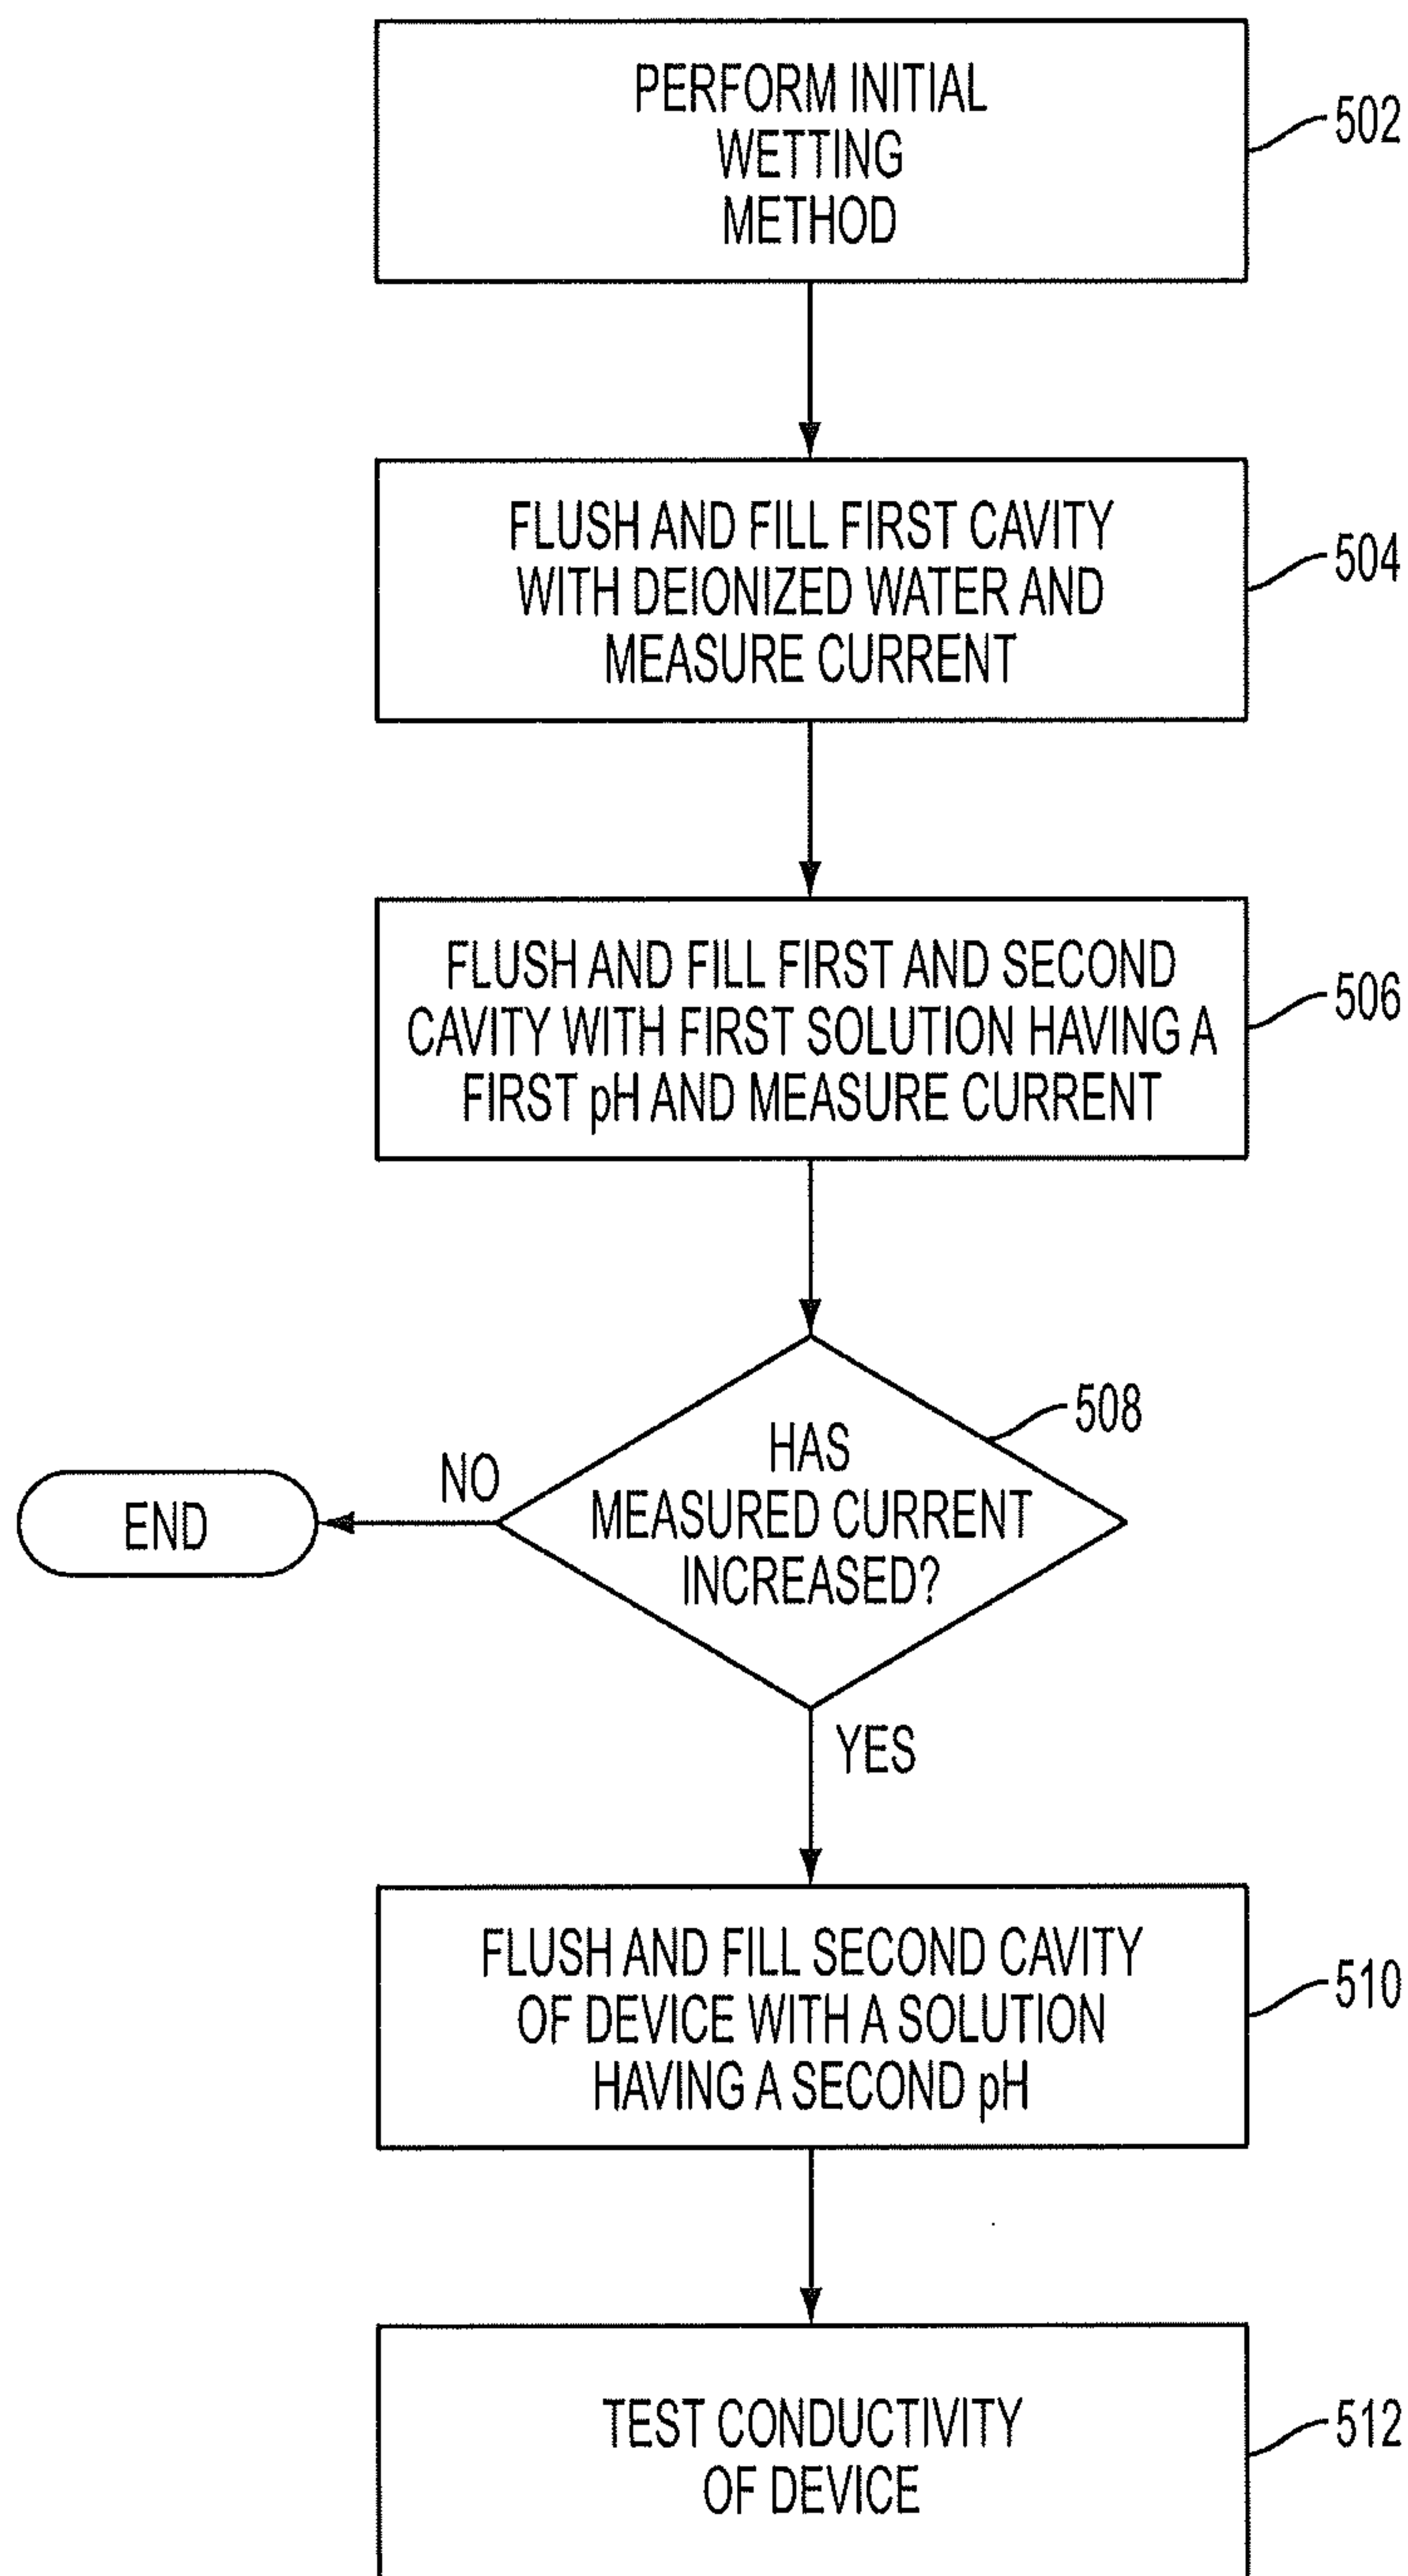 PERFORM INITIAL
WETTING
METHOD
502
FLUSH AND FILL FIRST CAVITY
WITH DEIONIZED WATER AND
MEASURE CURRENT
504
FLUSH AND FILL FIRST AND SECOND
CAVITY WITH FIRST SOLUTION HAVING A
FIRST pH AND MEASURE CURRENT
506
HAS
MEASURED CURRENT
INCREASED?
508
NO
END
YES
FLUSH AND FILL SECOND CAVITY
OF DEVICE WITH A SOLUTION
HAVING A SECOND pH
510
TEST CONDUCTIVITY
OF DEVICE
512